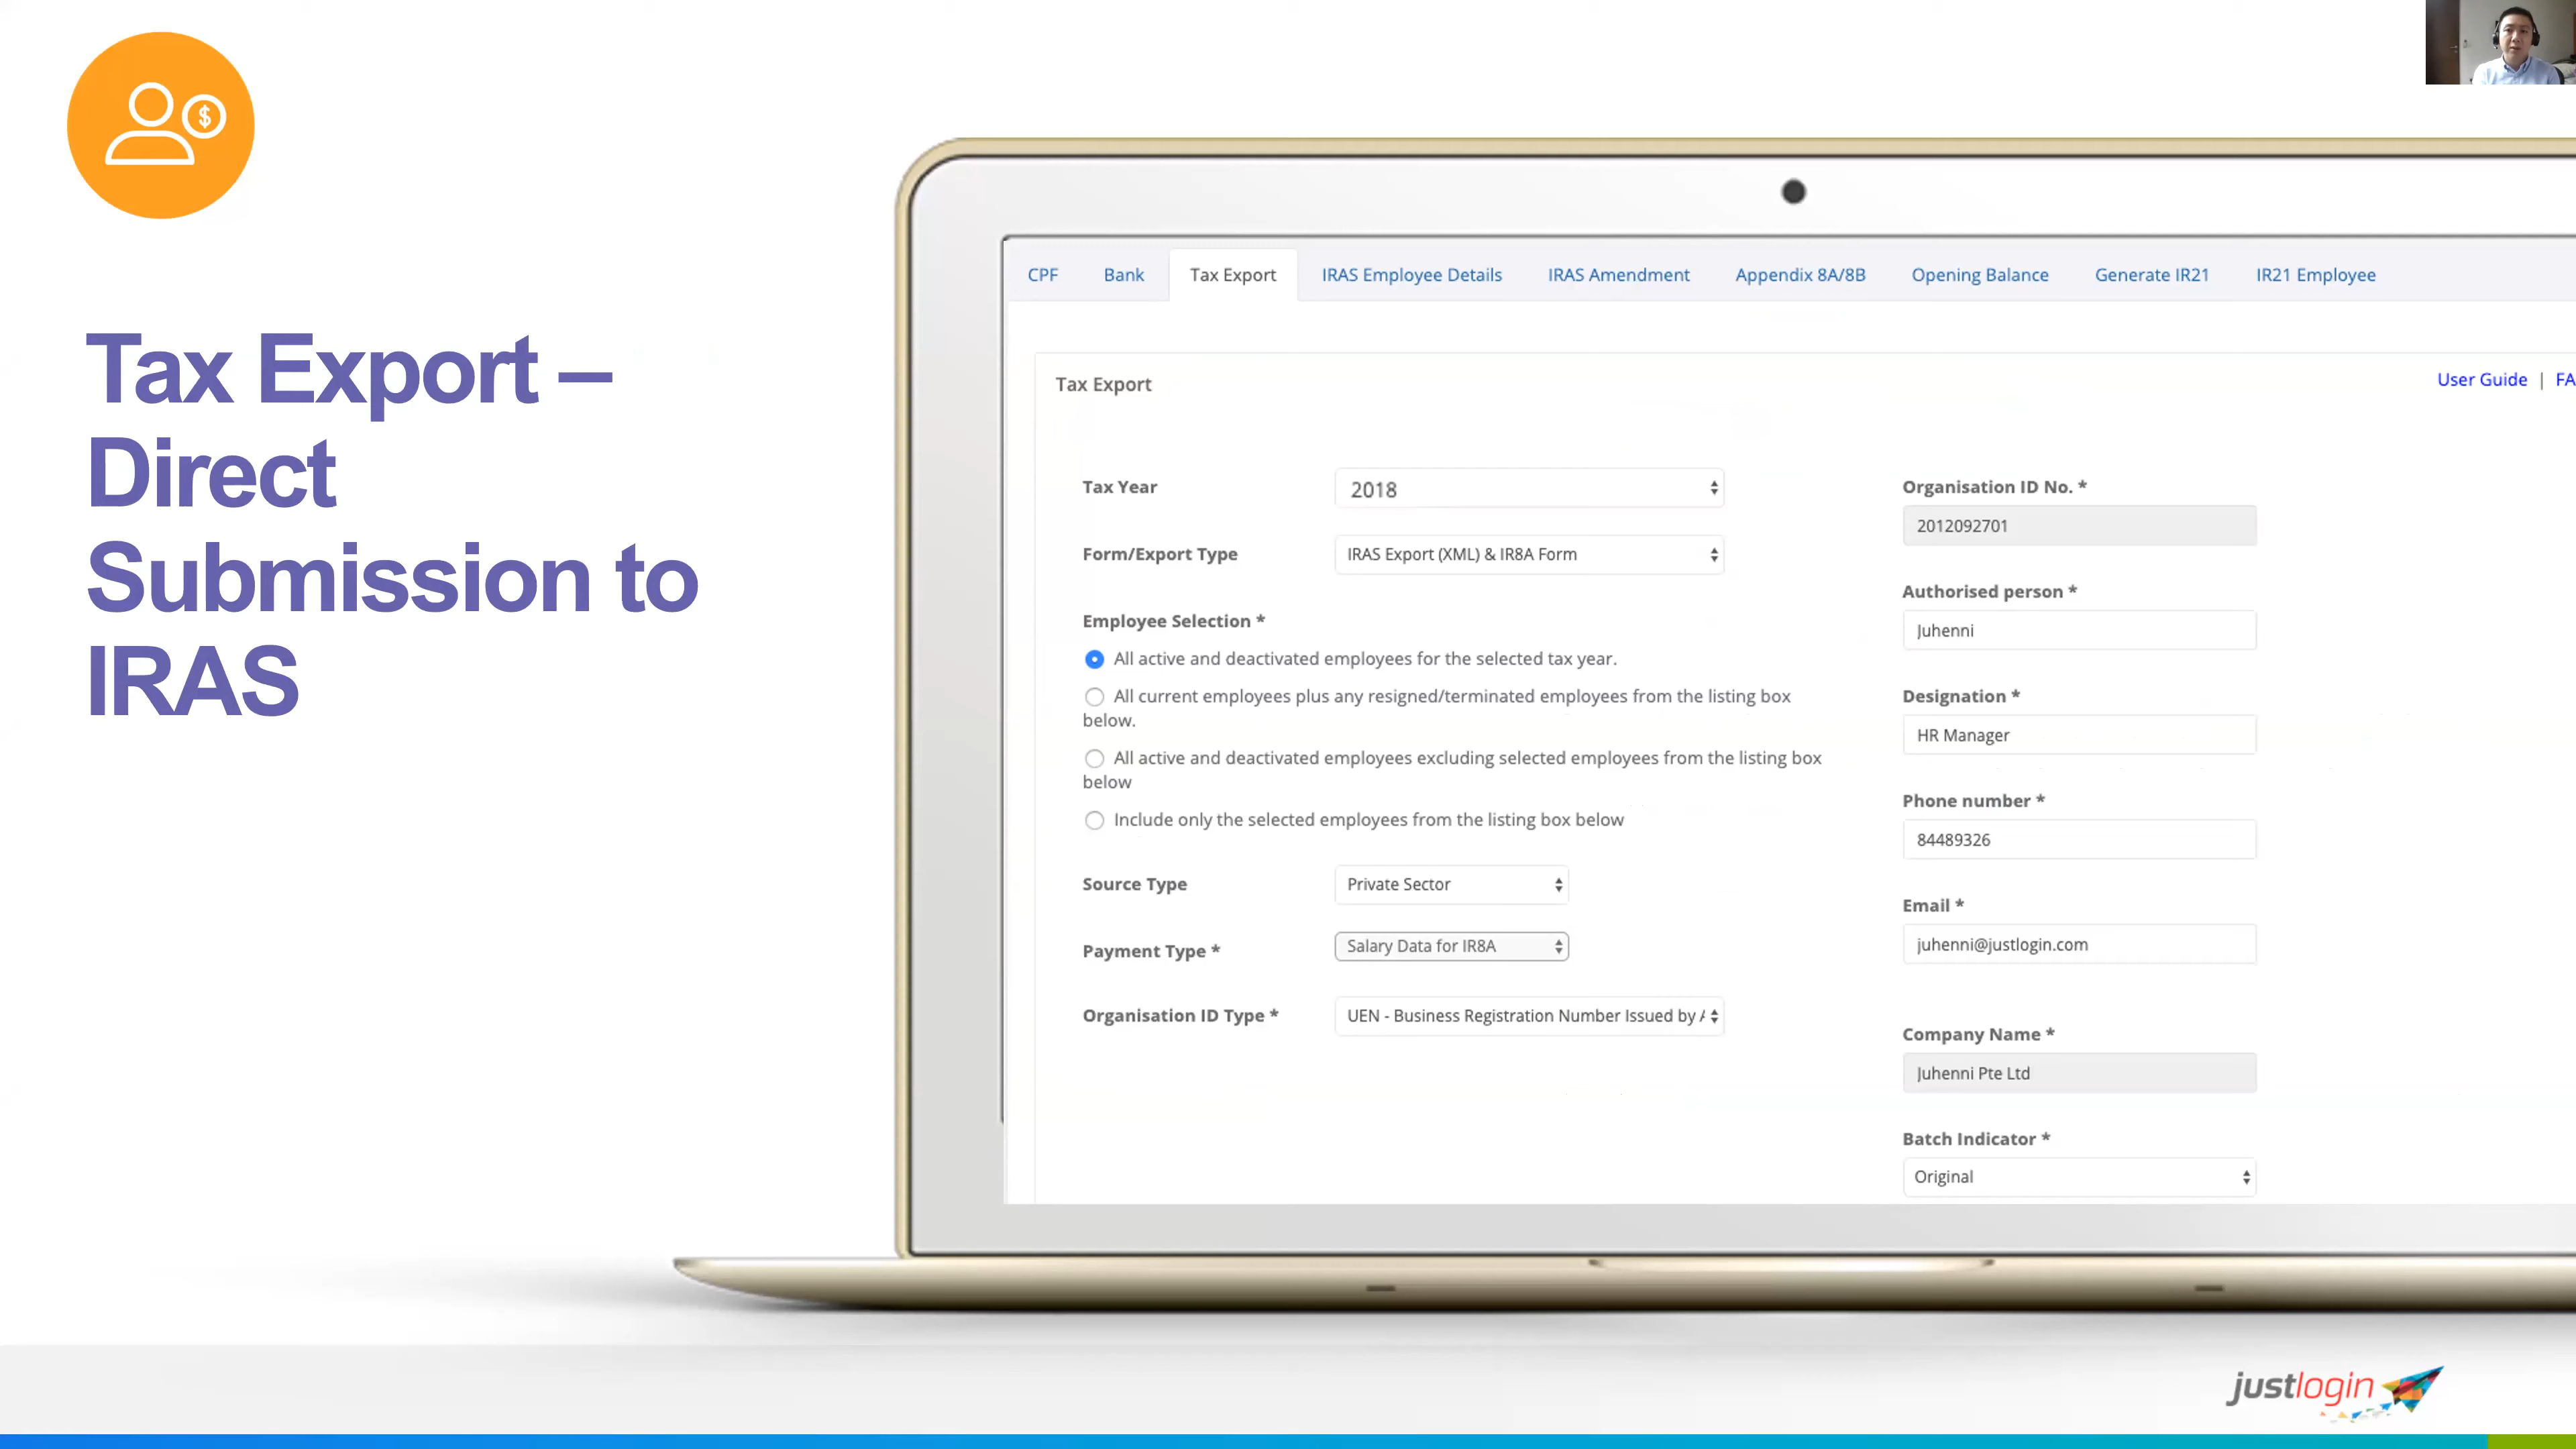 $
Tax Export –
Direct
Submission to
IRAS
CPF Bank Tax Export IRAS Employee Details IRAS Amendment Appendix 8A/8B Opening Balance Generate IR21 IR21 Employee
Tax Export
User Guide | FA
Tax Year
2018
Form/Export Type
IRAS Export (XML) & IR8A Form
Employee Selection *
All active and deactivated employees for the selected tax year.
All current employees plus any resigned/terminated employees from the listing box
below.
All active and deactivated employees excluding selected employees from the listing box
below
Include only the selected employees from the listing box below
Source Type
Private Sector
Payment Type *
Salary Data for IR8A
Organisation ID Type *
UEN - Business Registration Number Issued by A
Organisation ID No. *
2012092701
Authorised person *
Juhenni
Designation *
HR Manager
Phone number *
84489326
Email *
juhenni@justlogin.com
Company Name *
Juhenni Pte Ltd
Batch Indicator *
Original
justlogin